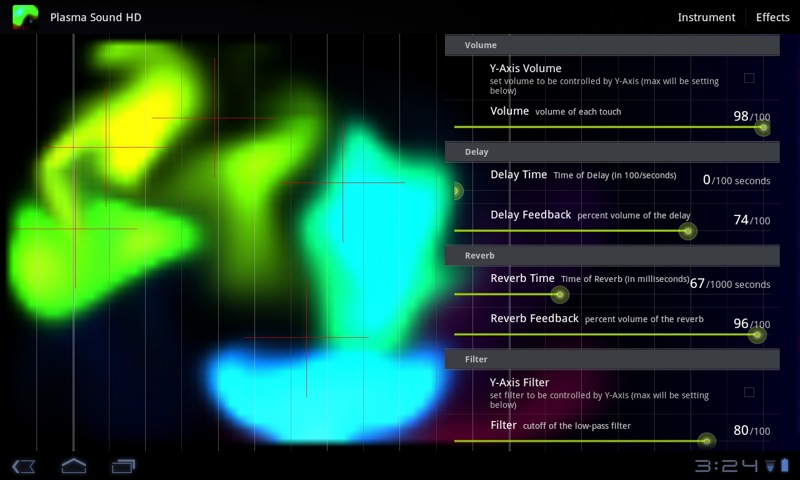 Plasma Sound HD
Instrument
Effects
Volume
Y-Axis Volume
set volume to be controlled by Y-Axis (max will be setting
below)
Volume volume of each touch 98/100
Delay
Delay Time Time of Delay (in 100/seconds) 0/100 seconds
Delay Feedback percent volume of the delay 74/100
Reverb
Reverb Time Time of Reverb (in milliseconds) 67/1000 seconds
Reverb Feedback percent volume of the reverb 96/100
Filter
Y-Axis Filter
set filter to be controlled by Y-Axis (max will be setting
below)
Filter cutoff of the low-pass filter 80/100
3:24